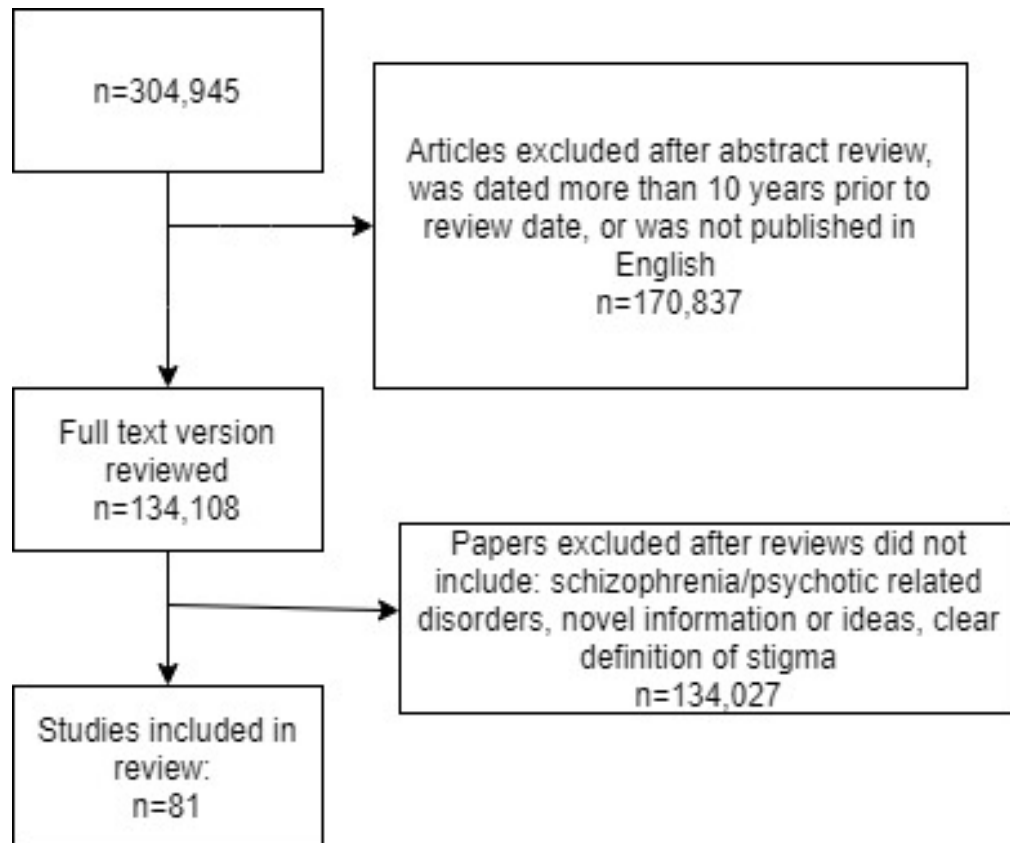 n=304,945
Articles excluded after abstract review,
was dated more than 10 years prior to
review date, or was not published in
English
n=170,837
Full text version
reviewed
n=134,108
Papers excluded after reviews did not
include: schizophrenia/psychotic related
disorders, novel information or ideas, clear
definition of stigma
n=134,027
Studies included in
review:
n=81